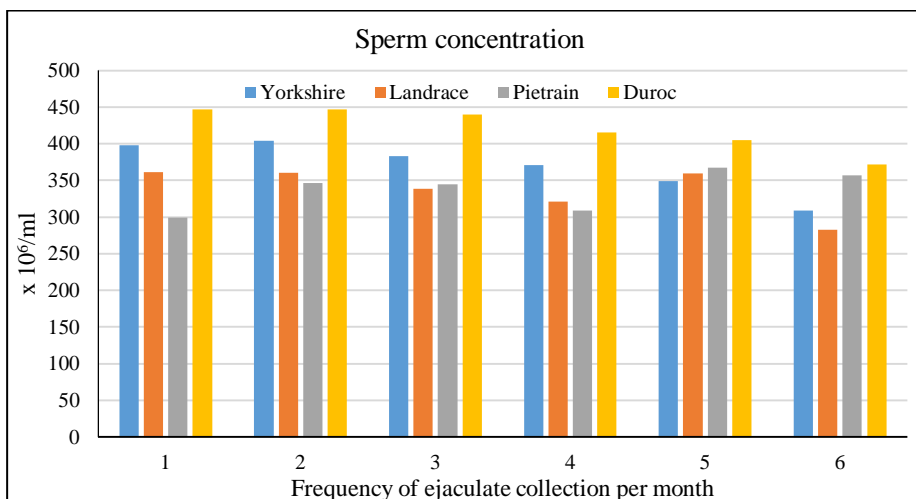 Sperm concentration
500
Yorkshire Landrace Pietrain Duroc
450
400
350
300
250
200
150
100
50
0
x 10⁶/ml
1 2 3 4 5 6
Frequency of ejaculate collection per month